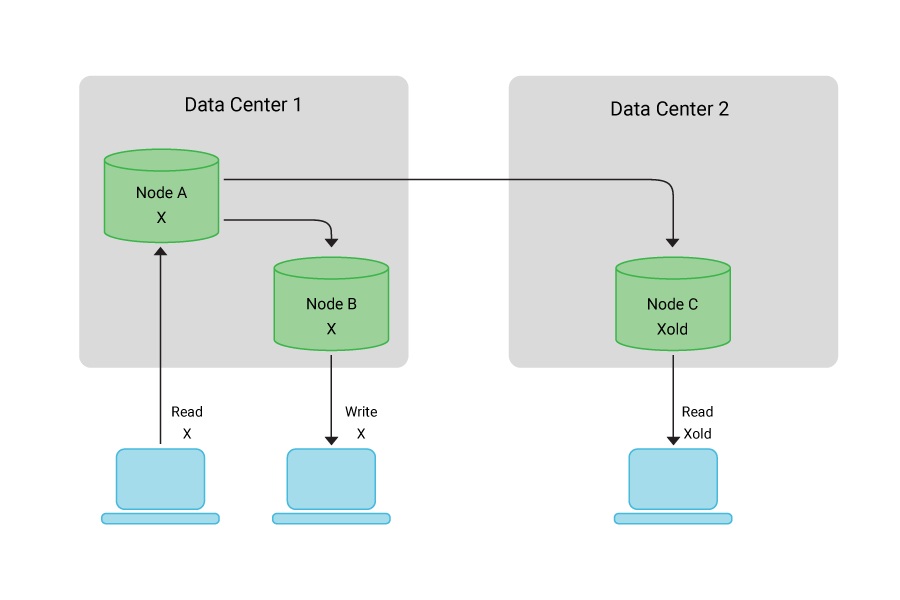 Data Center 1
Data Center 2
Node A
X
Node B
X
Node C
Xold
Read
X
Write
X
Read
Xold